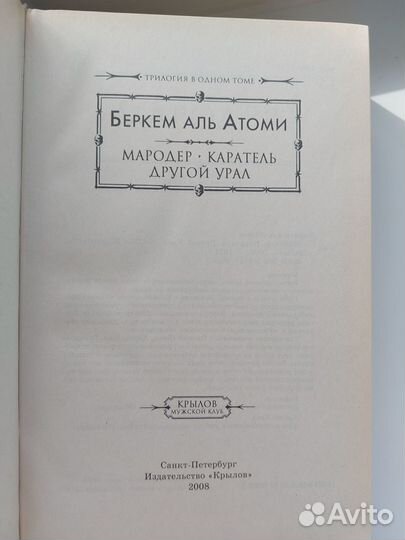 ТРИЛОГИЯ В ОДНОМ ТОМЕ
БЕРКЕМ АЛЬ АТОМИ
МАРОДЕР · КАРАТЕЛЬ
ДРУГОЙ УРАЛ
КРЫЛОВ
МУЖСКОЙ КЛУБ
Санкт-Петербург
Издательство «Крылов»
2008
Avito